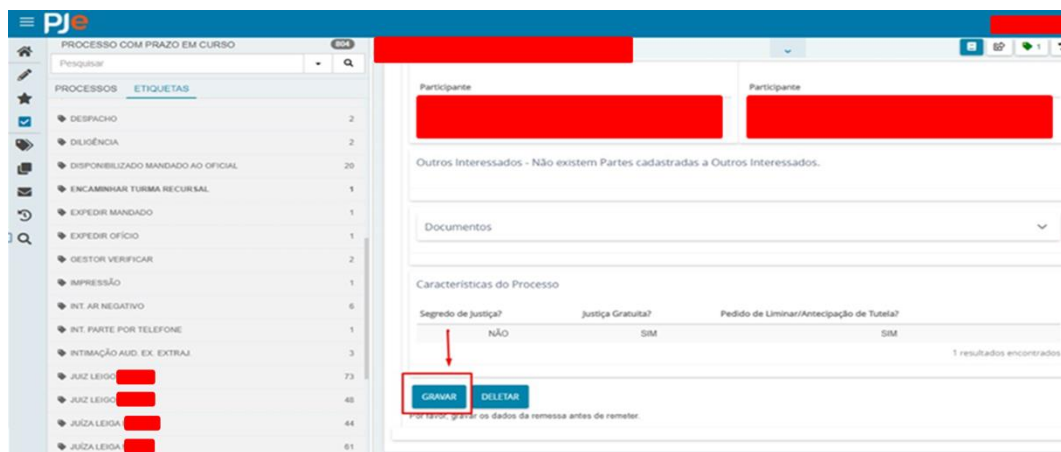 PJe
PROCESSO COM PRAZO EM CURSO 804
Pesquisar
PROCESSOS ETIQUETAS
DESPACHO 2
DILIGÊNCIA 2
DISPONIBILIZADO MANDADO AO OFICIAL 20
ENCAMINHAR TURMA RECURSAL 1
EXPEDIR MANDADO 1
EXPEDIR OFÍCIO 1
GESTOR VERIFICAR 2
IMPRESSÃO 1
INT. AR NEGATIVO 6
INT. PARTE POR TELEFONE 1
INTIMAÇÃO AUD. EX. EXTRAJ. 3
JUIZ LEIGO 73
JUIZ LEIGO 48
JUÍZA LEIGA 44
JUÍZA LEIGA 61
1
Participante Participante
Outros Interessados - Não existem Partes cadastradas a Outros Interessados.
Documentos
Características do Processo
Segredo de Justiça? Justiça Gratuita? Pedido de Liminar/Antecipação de Tutela?
NÃO SIM SIM
1 resultados encontrados
GRAVAR DELETAR
Por favor, gravar os dados da remessa antes de remeter.